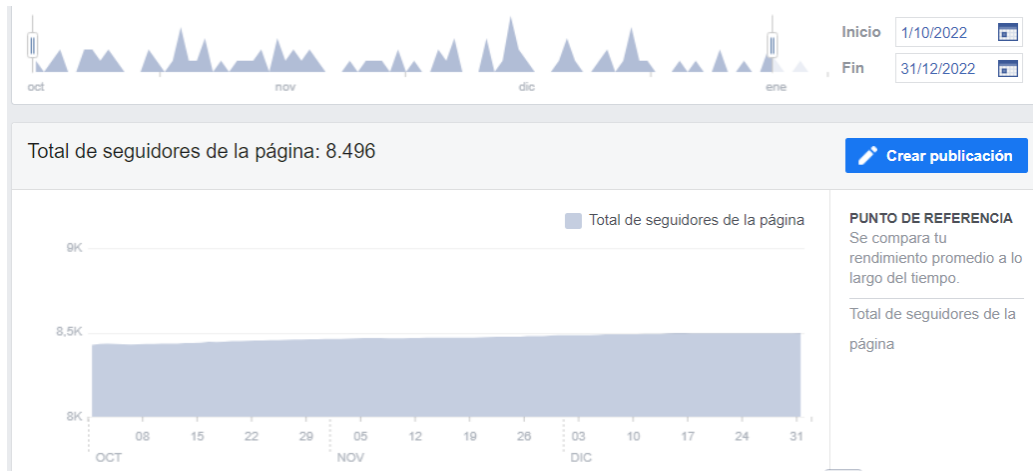 Inicio 1/10/2022
Fin 31/12/2022
oct nov dic ene
Total de seguidores de la página: 8.496
Crear publicación
Total de seguidores de la página
9K
8,5K
8K
08 15 22 29 05 12 19 26 03 10 17 24 31
OCT NOV DIC
PUNTO DE REFERENCIA
Se compara tu
rendimiento promedio a lo
largo del tiempo.
Total de seguidores de la
página